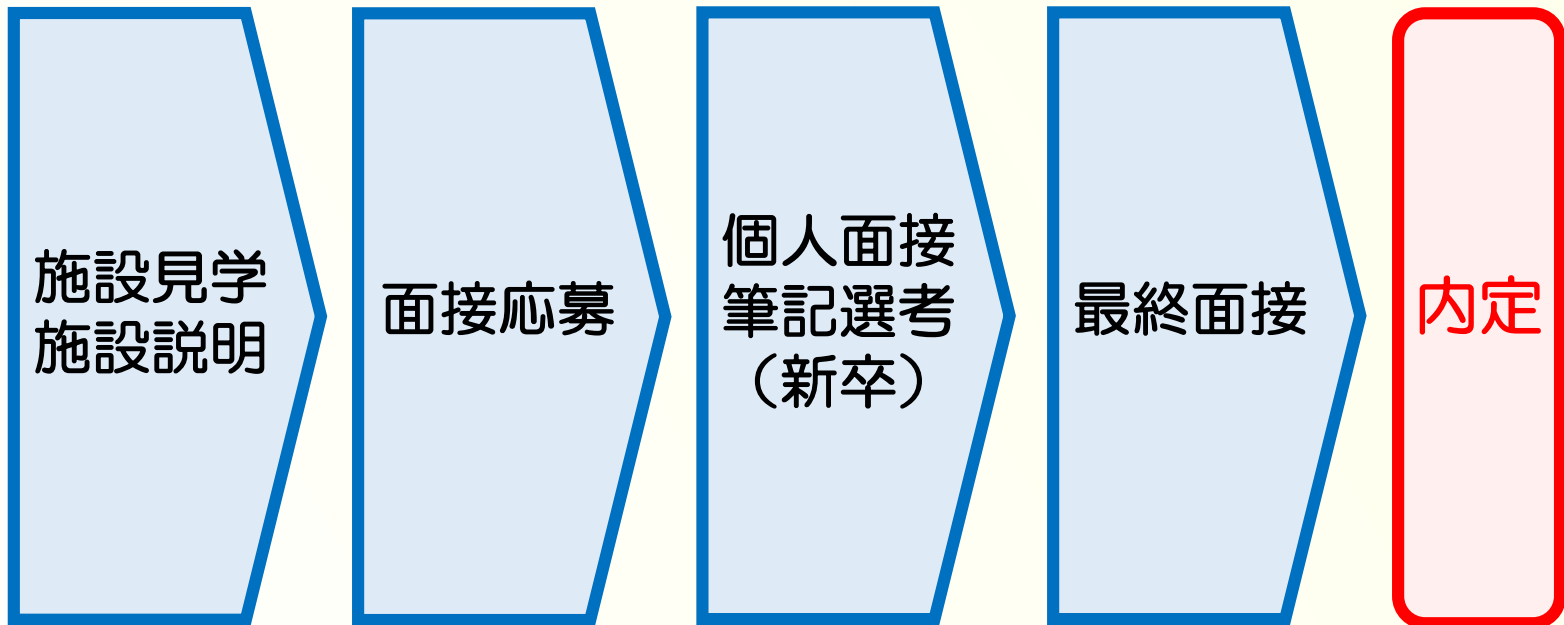 施設見学
施設説明
面接応募
個人面接
筆記選考
（新卒）
最終面接
内定